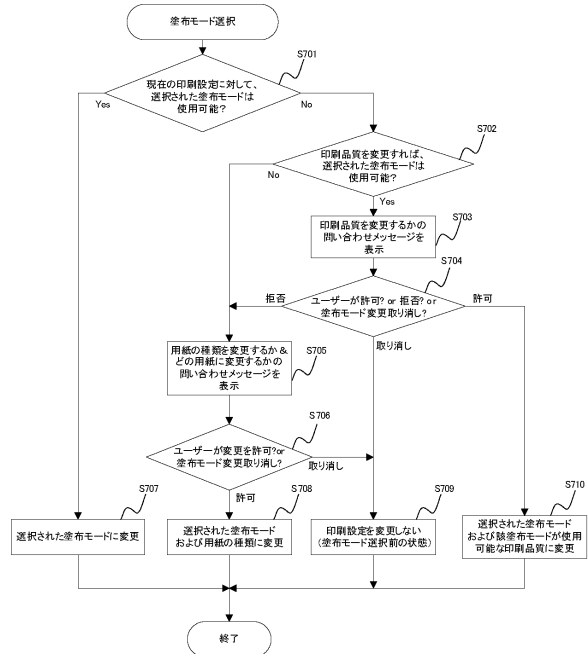 塗布モード選択
S701
現在の印刷設定に対して、
選択された塗布モードは
使用可能?
Yes
No
S702
印刷品質を変更すれば、
選択された塗布モードは
使用可能?
No
Yes
S703
印刷品質を変更するかの
問い合わせメッセージを
表示
S704
拒否
ユーザーが許可? or 拒否? or
塗布モード変更取り消し?
許可
取り消し
用紙の種類を変更するか&
どの用紙に変更するかの
問い合わせメッセージを
表示
S705
S706
ユーザーが変更を許可?or
塗布モード変更取り消し?
取り消し
許可
S707
S708
S709
S710
選択された塗布モードに変更
選択された塗布モード
および用紙の種類に変更
印刷設定を変更しない
(塗布モード選択前の状態)
選択された塗布モード
および該塗布モードが使用
可能な印刷品質に変更
終了